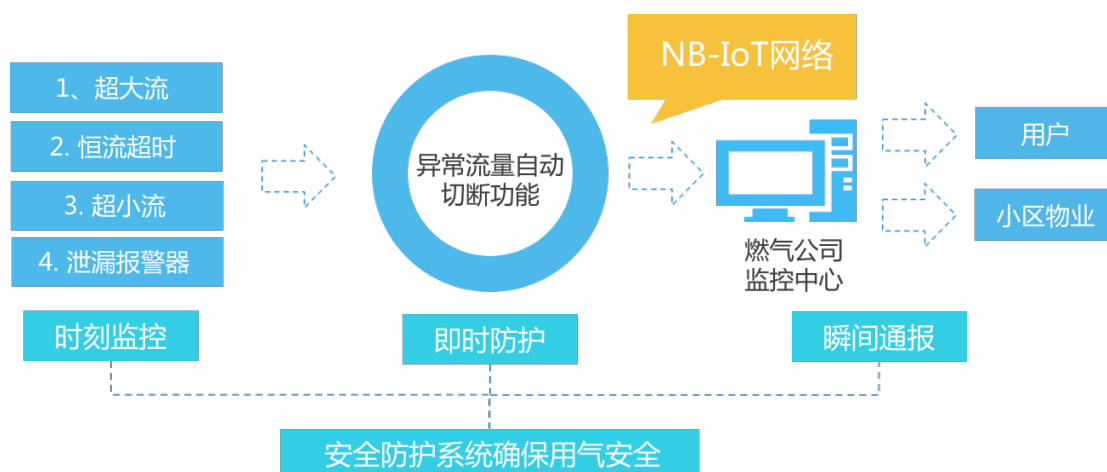 NB-IoT网络
1、超大流
2. 恒流超时
3. 超小流
4. 泄漏报警器
异常流量自动
切断功能
燃气公司
监控中心
用户
小区物业
时刻监控
即时防护
瞬间通报
安全防护系统确保用气安全